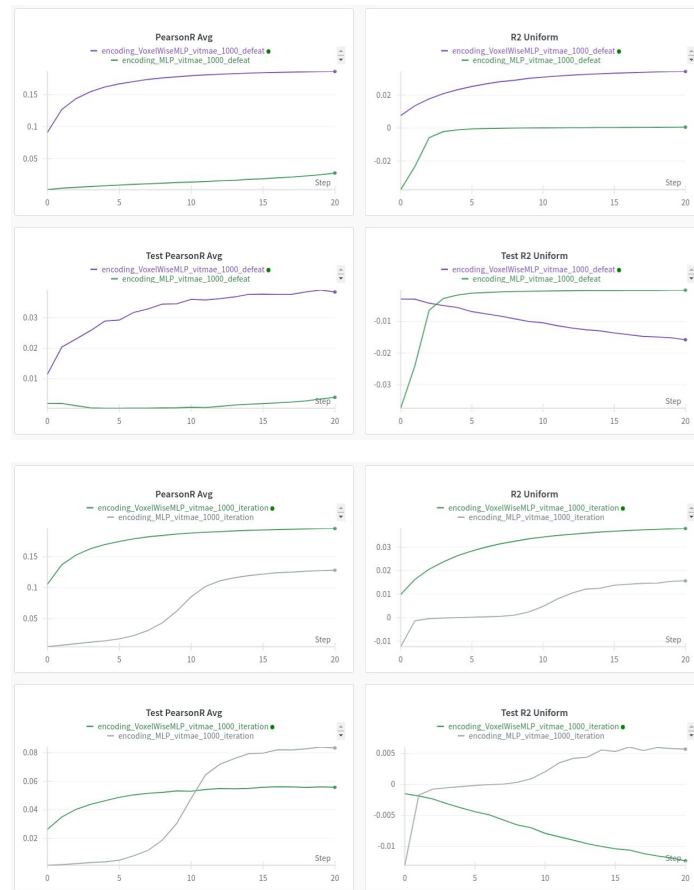 PearsonR Avg
encoding_VoxelWiseMLP_vitmae_1000_defeat
encoding_MLP_vitmae_1000_defeat
0.15
0.1
0.05
Step
0 5 10 15 20
R2 Uniform
encoding_VoxelWiseMLP_vitmae_1000_defeat
encoding_MLP_vitmae_1000_defeat
0.02
0
-0.02
Step
0 5 10 15 20
Test PearsonR Avg
encoding_VoxelWiseMLP_vitmae_1000_defeat
encoding_MLP_vitmae_1000_defeat
0.03
0.02
0.01
Step
0 5 10 15 20
Test R2 Uniform
encoding_VoxelWiseMLP_vitmae_1000_defeat
encoding_MLP_vitmae_1000_defeat
-0.01
-0.02
-0.03
Step
0 5 10 15 20
PearsonR Avg
encoding_VoxelWiseMLP_vitmae_1000_iteration
encoding_MLP_vitmae_1000_iteration
0.15
0.1
0.05
Step
0 5 10 15 20
R2 Uniform
encoding_VoxelWiseMLP_vitmae_1000_iteration
encoding_MLP_vitmae_1000_iteration
0.03
0.02
0.01
0
-0.01
Step
0 5 10 15 20
Test PearsonR Avg
encoding_VoxelWiseMLP_vitmae_1000_iteration
encoding_MLP_vitmae_1000_iteration
0.08
0.06
0.04
0.02
Step
0 5 10 15 20
Test R2 Uniform
encoding_VoxelWiseMLP_vitmae_1000_iteration
encoding_MLP_vitmae_1000_iteration
0.005
0
-0.005
-0.01
Step
0 5 10 15 20